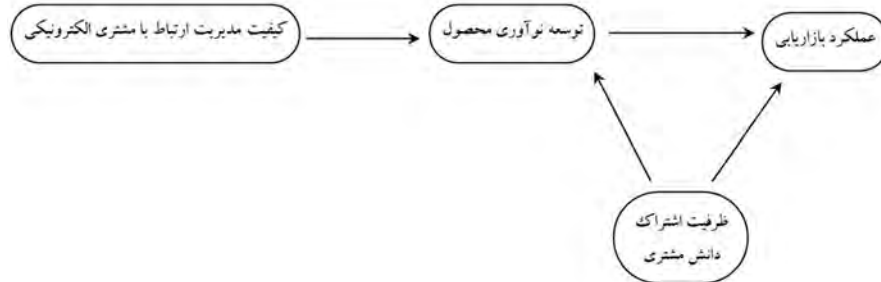 کیفیت مدیریت ارتباط با مشتری الکترونیکی
توسعه نوآوری محصول
عملکرد بازاریابی
ظرفیت اشتراک
دانش مشتری